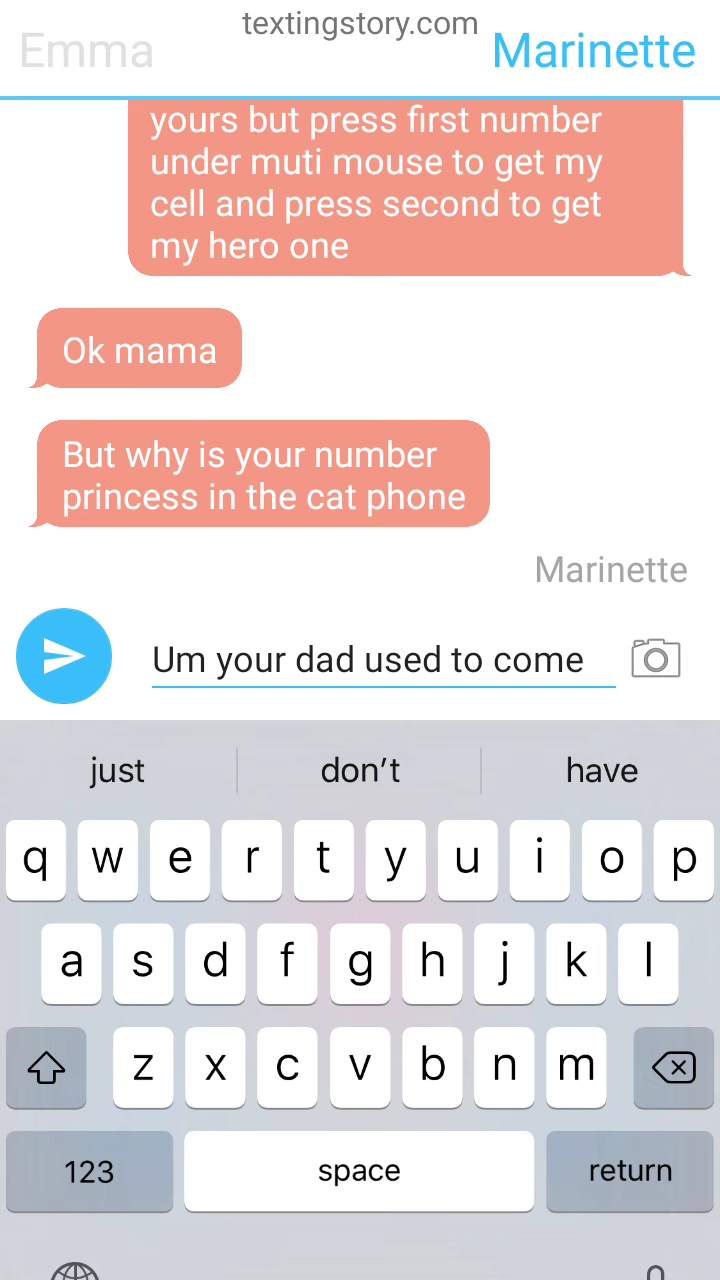 textingstory.com
Emma
Marinette
yours but press first number
under muti mouse to get my
cell and press second to get
my hero one
Ok mama
But why is your number
princess in the cat phone
Marinette
Um your dad used to come
just don't have
q w e r t y u i o p
a s d f g h j k l
z x c v b n m
123 space return